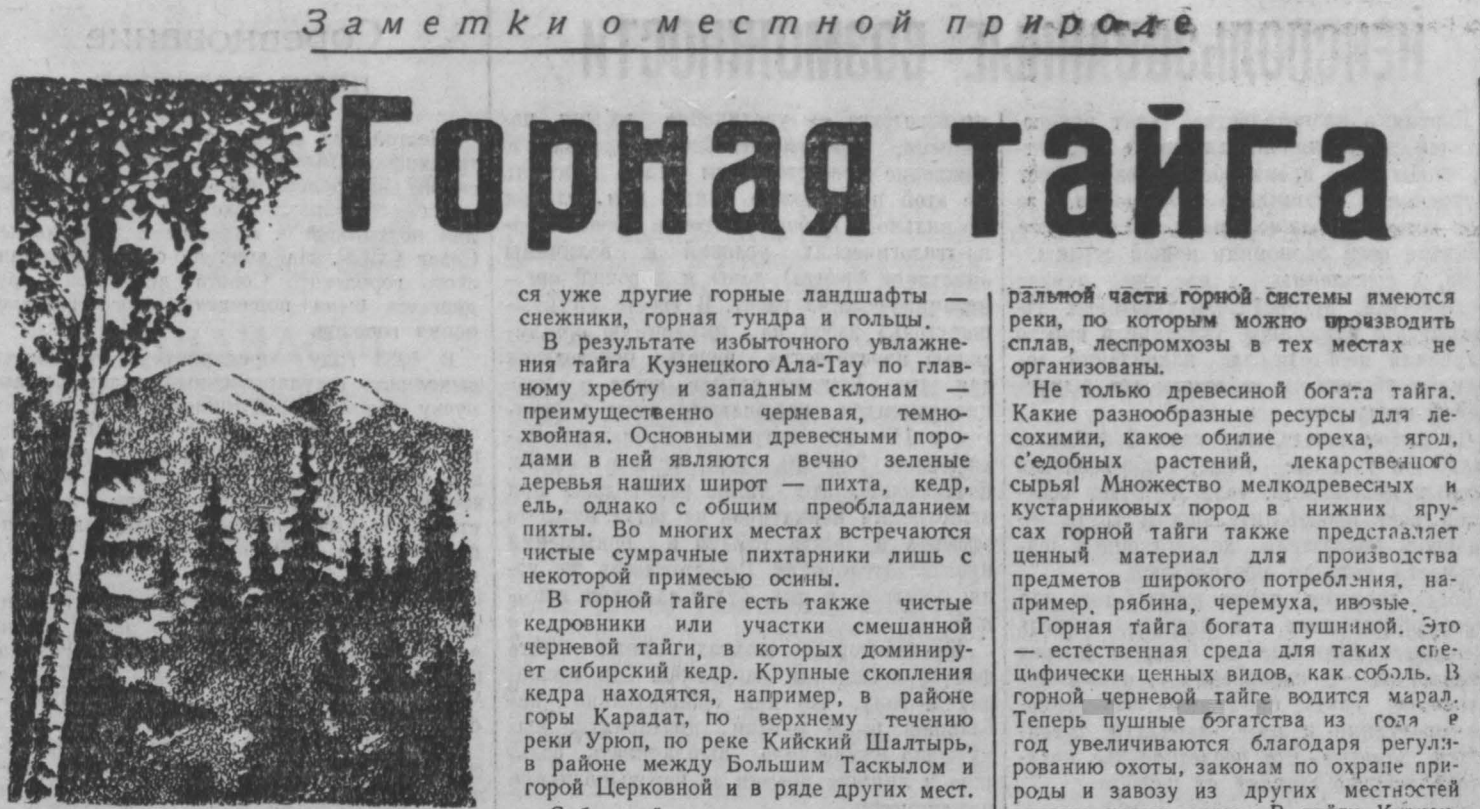 Заметки о местной природе
Горная тайга
ся уже другие горные ландшафты —
снежники, горная тундра и гольцы.
В результате избыточного увлажне-
ния тайга Кузнецкого Ала-Тау по глав-
ному хребту и западным склонам —
преимущественно черневая, темно-
хвойная. Основными древесными поро-
дами в ней являются вечно зеленые
деревья наших широт — пихта, кедр,
ель, однако с общим преобладанием
пихты. Во многих местах встречаются
чистые сумрачные пихтарники лишь с
некоторой примесью осины.
В горной тайге есть также чистые
кедровники или участки смешанной
черневой тайги, в которых доминиру-
ет сибирский кедр. Крупные скопления
кедра находятся, например, в районе
горы Карадат, по верхнему течению
реки Урюп, по реке Кийский Шалтырь,
в районе между Большим Таскылом и
горой Церковной и в ряде других мест.
ральной части горной системы имеются
реки, по которым можно производить
сплав, леспромхозы в тех местах не
организованы.
Не только древесиной богата тайга.
Какие разнообразные ресурсы для ле-
сохимии, какое обилие ореха, ягод,
с'едобных растений, лекарственного
сырья! Множество мелкодревесных и
кустарниковых пород в нижних яру-
сах горной тайги также представляет
ценный материал для производства
предметов широкого потребления, на-
пример, рябина, черемуха, ивовые.
Горная тайга богата пушниной. Это
— естественная среда для таких спе-
цифически ценных видов, как соболь. В
горной черневой тайге водится марал.
Теперь пушные богатства из года в
год увеличиваются благодаря регули-
рованию охоты, законам по охране при-
роды и завозу из других местностей